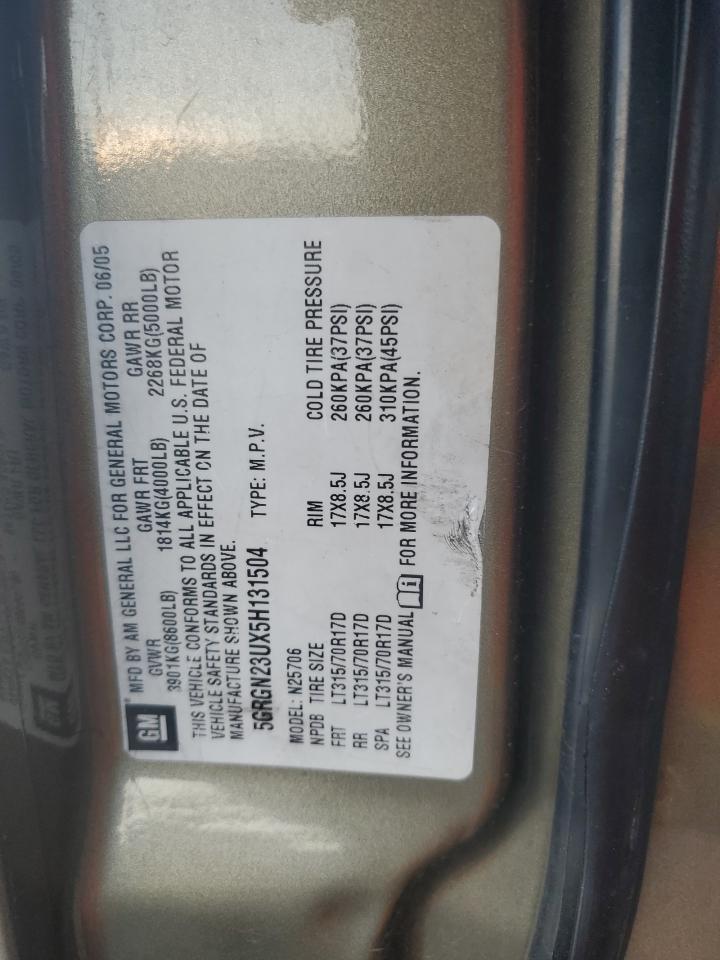 GM
MFD BY AM GENERAL LLC FOR GENERAL MOTORS CORP. 06/05
GVWR GAWR FRT GAWR RR
3901KG(8600LB) 1814KG(4000LB) 2268KG(5000LB)
THIS VEHICLE CONFORMS TO ALL APPLICABLE U.S. FEDERAL MOTOR
VEHICLE SAFETY STANDARDS IN EFFECT ON THE DATE OF
MANUFACTURE SHOWN ABOVE.
5GRGN23UX5H131504 TYPE: M.P.V.
MODEL: N25706
NPDB TIRE SIZE RIM COLD TIRE PRESSURE
FRT LT315/70R17D 17X8.5J 260KPA(37PSI)
RR LT315/70R17D 17X8.5J 260KPA(37PSI)
SPA LT315/70R17D 17X8.5J 310KPA(45PSI)
SEE OWNER'S MANUAL i FOR MORE INFORMATION.